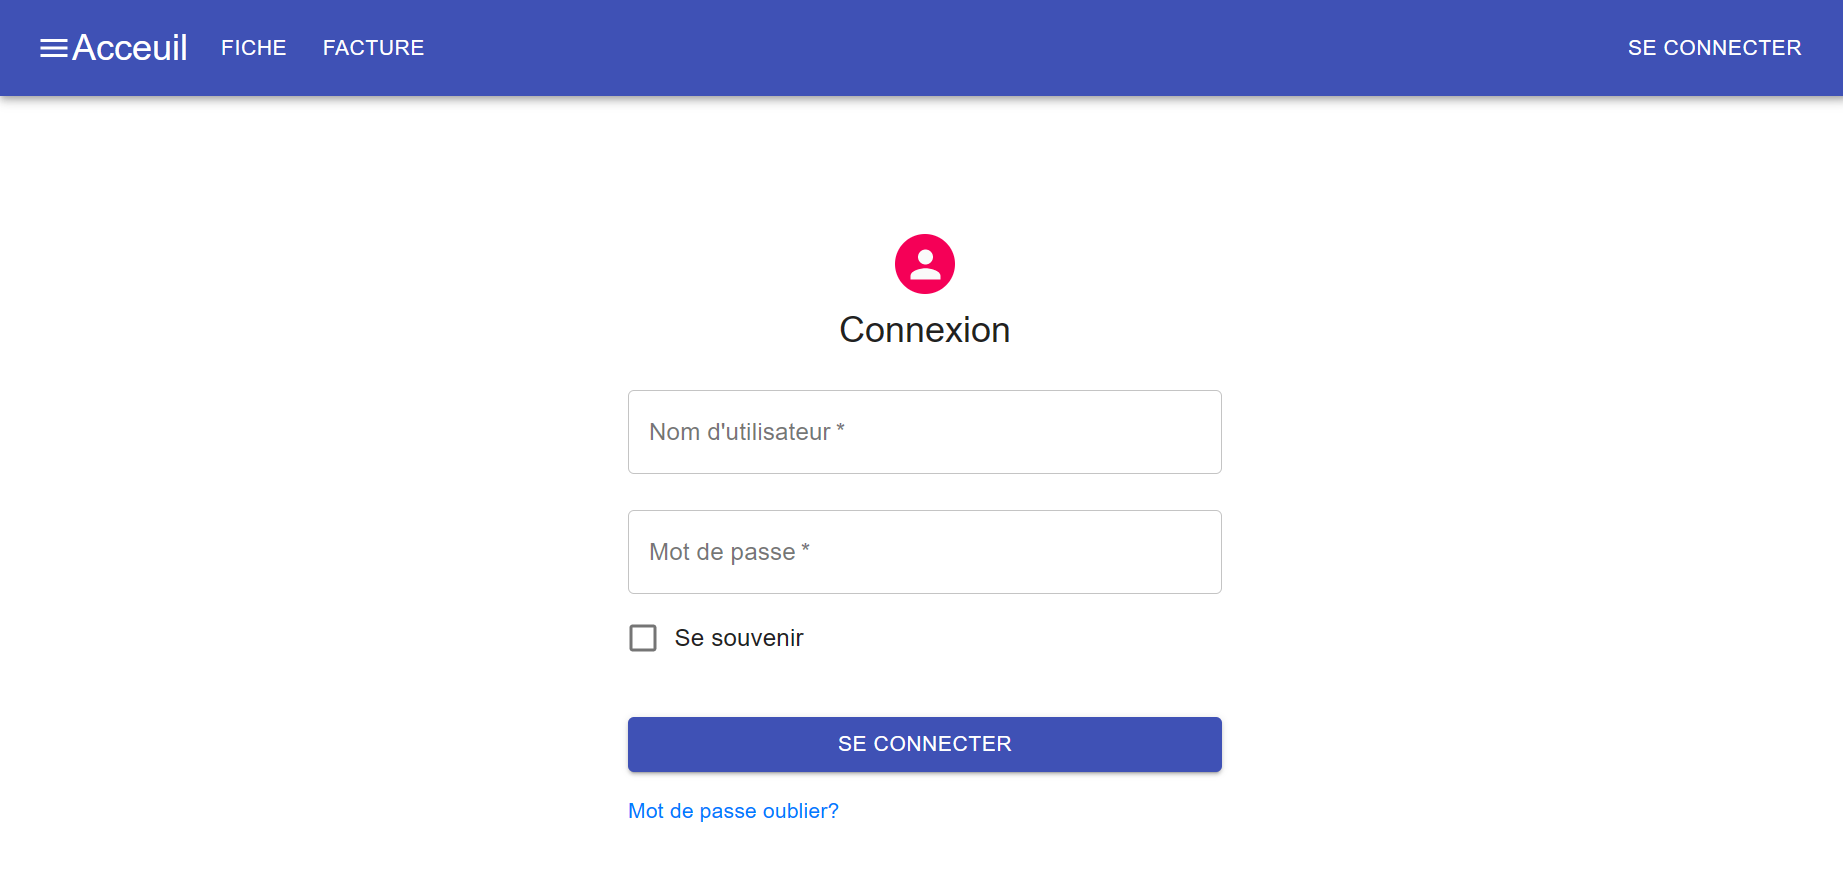 Acceuil FICHE FACTURE SE CONNECTER
Connexion
Nom d'utilisateur *
Mot de passe *
Se souvenir
SE CONNECTER
Mot de passe oublier?